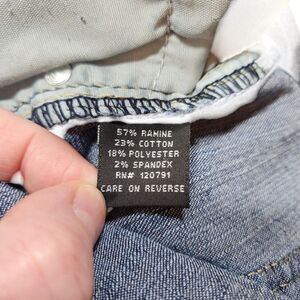 57% RAMINE
23% COTTON
18% POLYESTER
2% SPANDEX
RN# 120791
CARE ON REVERSE